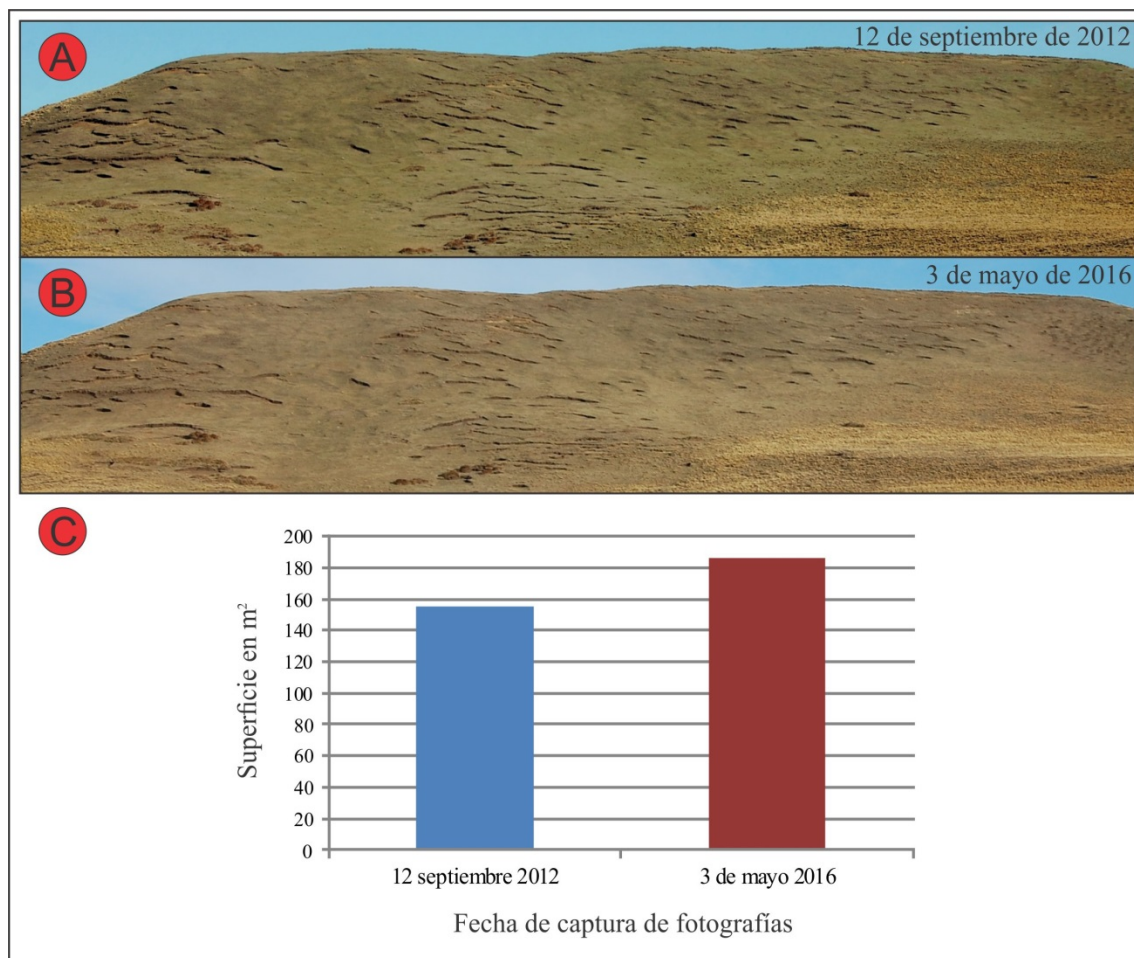 A
12 de septiembre de 2012
B
3 de mayo de 2016
C
200
180
160
140
120
100
80
60
40
20
0
Superficie en m²
12 septiembre 2012
3 de mayo 2016
Fecha de captura de fotografías